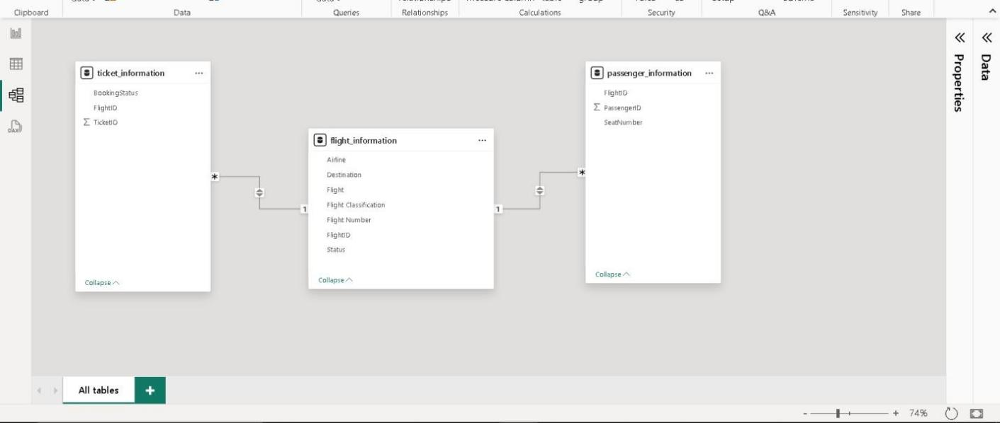 Clipboard
Data
Queries
Relationships
Calculations
Security
Q&A
Sensitivity
Share
Properties
Data
DAX
ticket_information
BookingStatus
FlightID
Σ TicketID
Collapse
flight_information
Airline
Destination
Flight
Flight Classification
Flight Number
FlightID
Status
Collapse
passenger_information
FlightID
Σ PassengerID
SeatNumber
Collapse
*
1
1
*
All tables
+
- + 74%